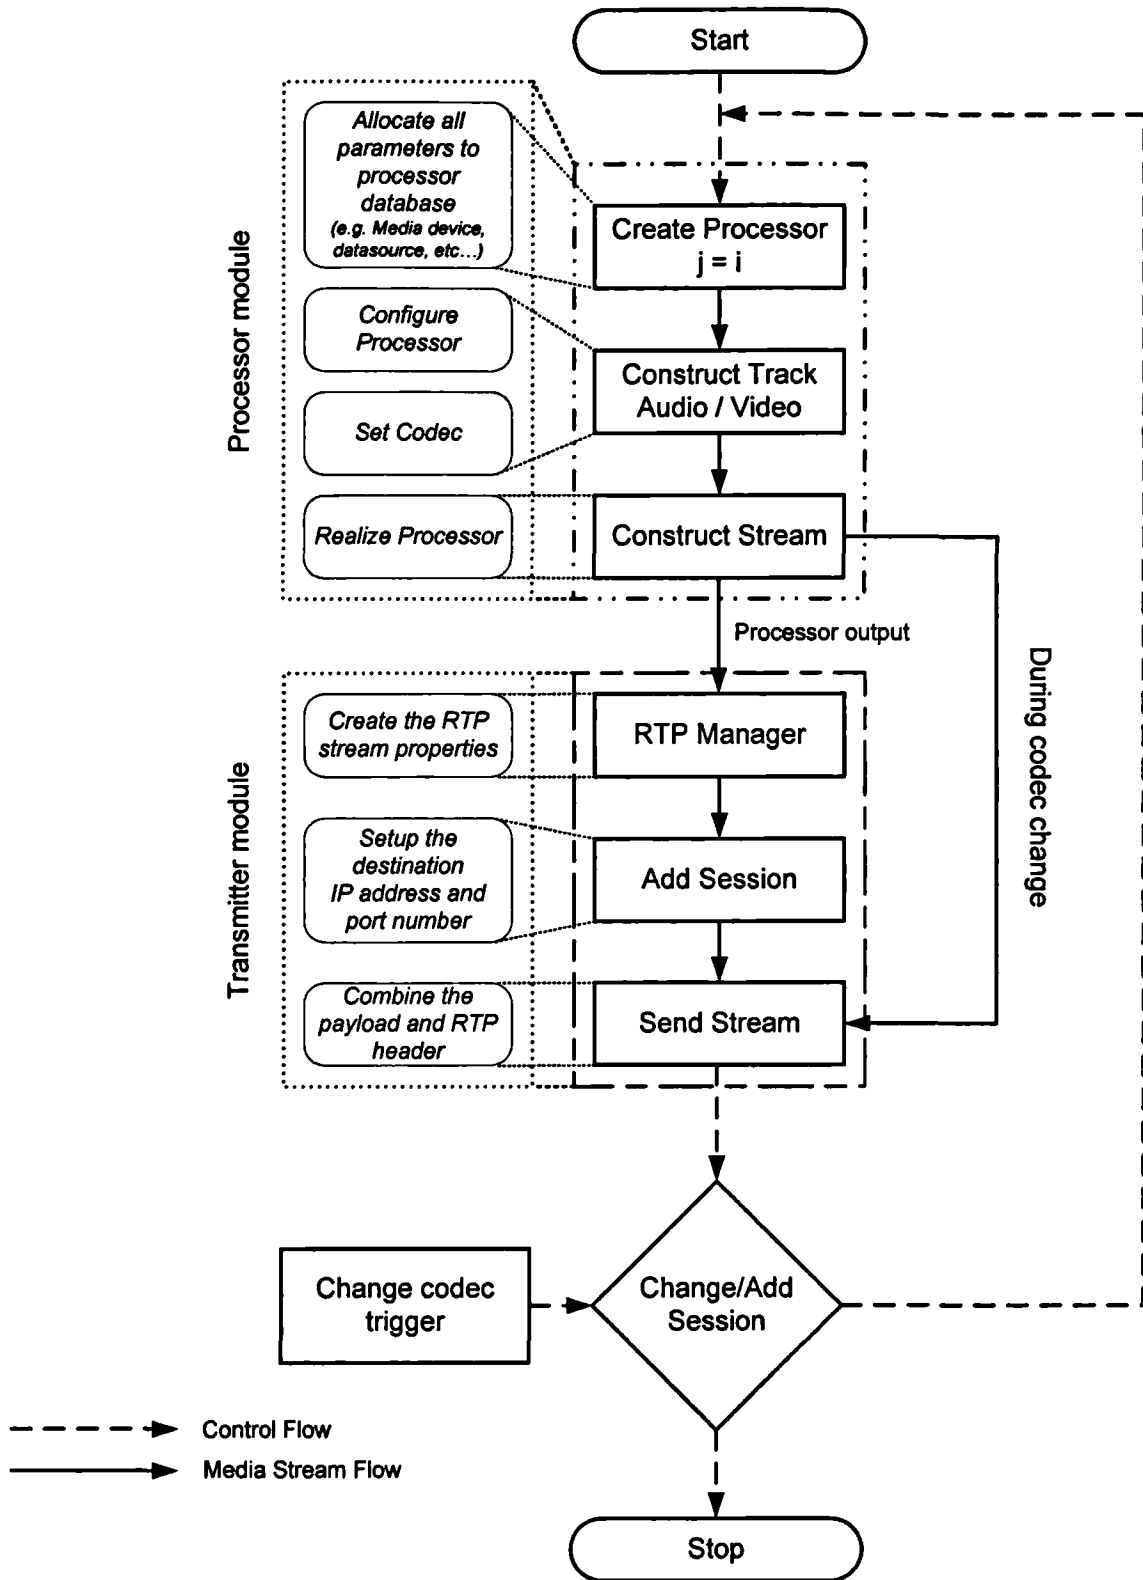 Start
Processor module
Allocate all
parameters to
processor
database
(e.g. Media device,
datasource, etc...)
Create Processor
j = i
Configure
Processor
Set Codec
Construct Track
Audio / Video
Realize Processor
Construct Stream
Processor output
During codec change
Transmitter module
Create the RTP
stream properties
RTP Manager
Setup the
destination
IP address and
port number
Add Session
Combine the
payload and RTP
header
Send Stream
Change codec
trigger
Change/Add
Session
Control Flow
Media Stream Flow
Stop